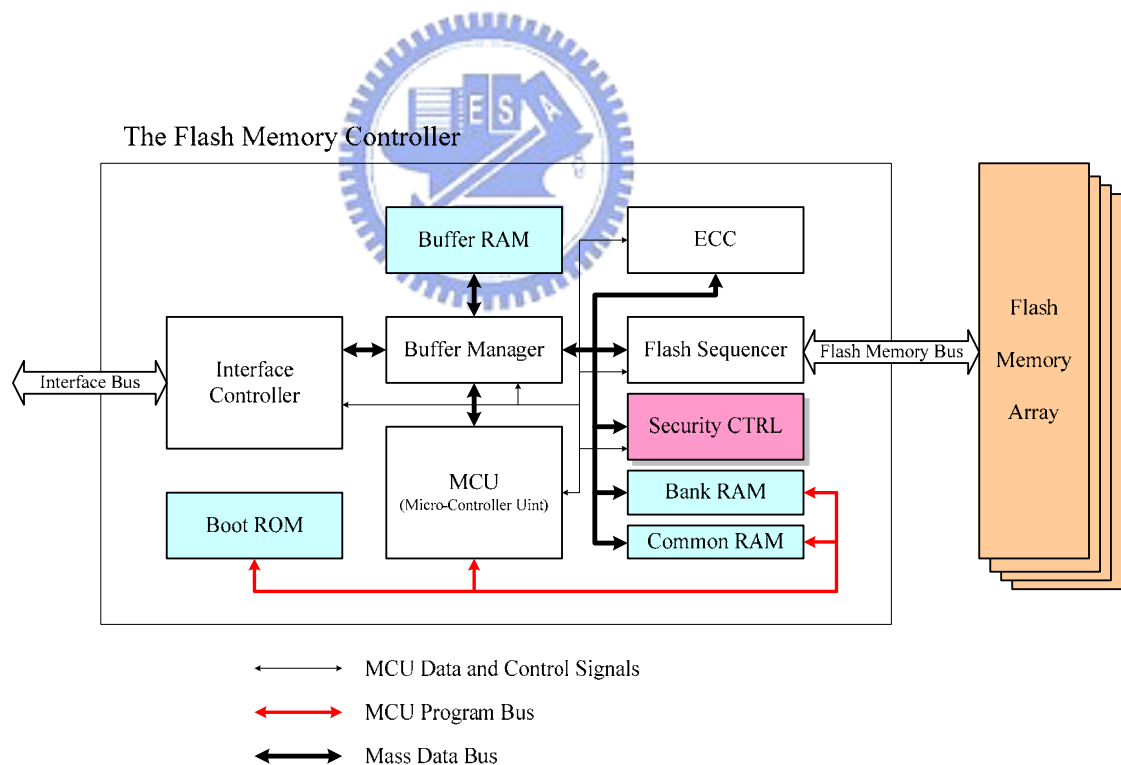 ESA
The Flash Memory Controller
Buffer RAM
ECC
Interface
Controller
Buffer Manager
Flash Sequencer
Flash
Memory
Array
Interface Bus
Flash Memory Bus
Security CTRL
MCU
(Micro-Controller Uint)
Bank RAM
Boot ROM
Common RAM
MCU Data and Control Signals
MCU Program Bus
Mass Data Bus